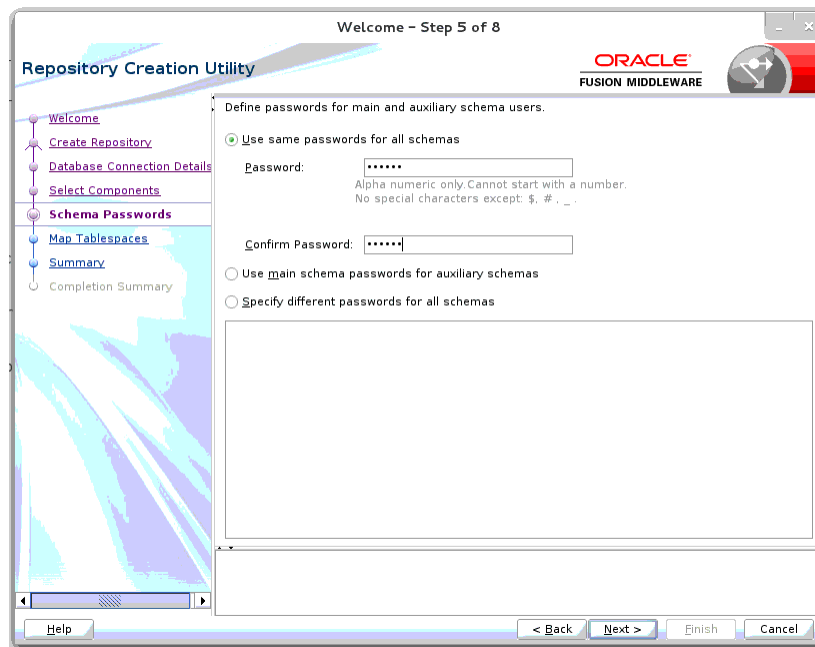 Welcome – Step 5 of 8
Repository Creation Utility
ORACLE
FUSION MIDDLEWARE
Welcome
Create Repository
Database Connection Details
Select Components
Schema Passwords
Map Tablespaces
Summary
Completion Summary
Define passwords for main and auxiliary schema users.
Use same passwords for all schemas
Password: ••••••
Alpha numeric only.Cannot start with a number.
No special characters except: $, # , _ .
Confirm Password: ••••••
Use main schema passwords for auxiliary schemas
Specify different passwords for all schemas
Help
< Back
Next >
Finish
Cancel